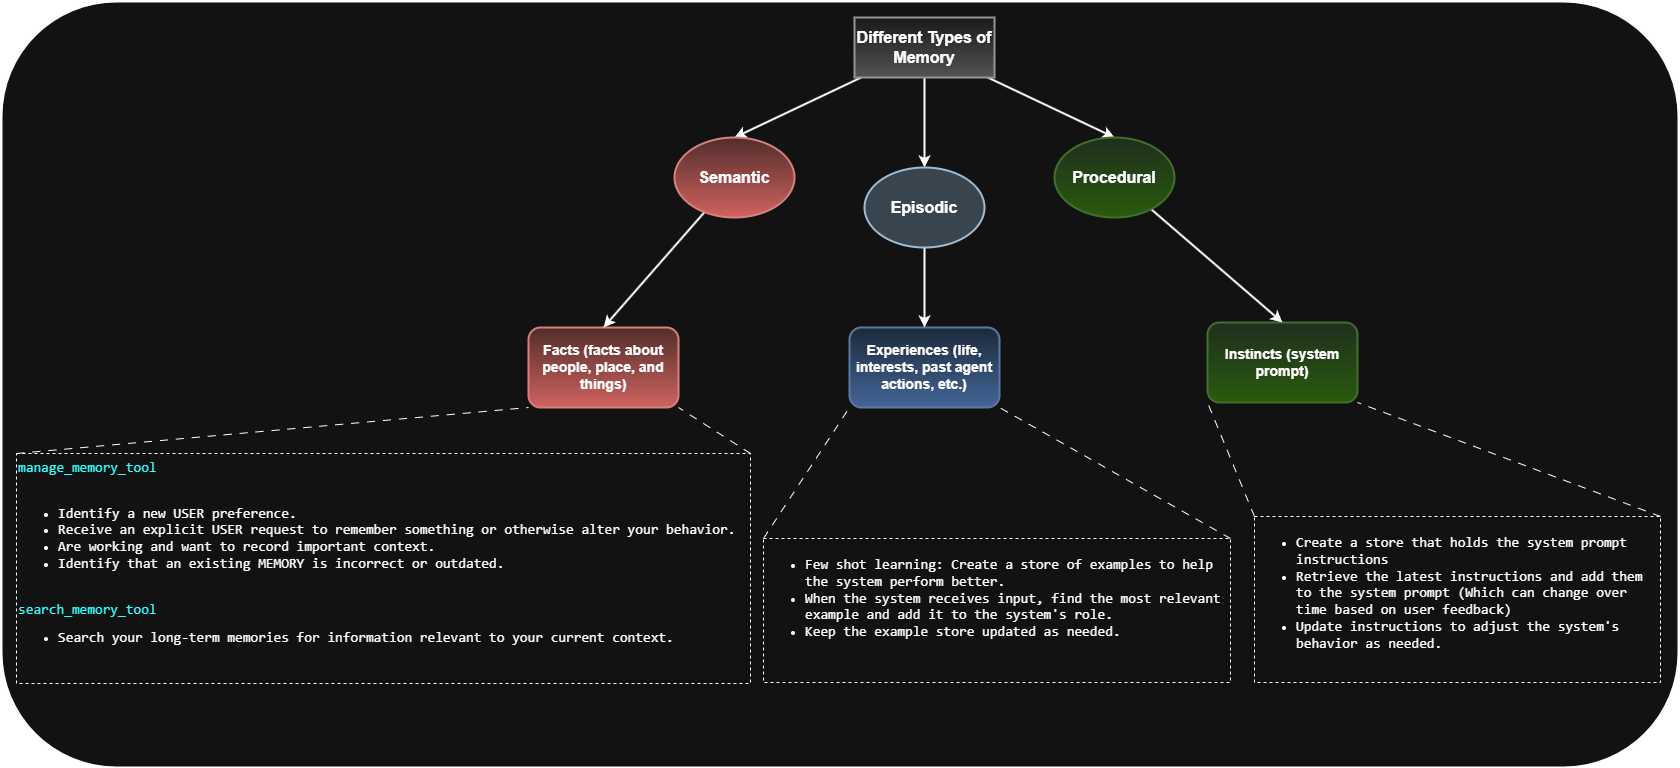 Different Types of
Memory
Semantic
Episodic
Procedural
Facts (facts about
people, place, and
things)
Experiences (life,
interests, past agent
actions, etc.)
Instincts (system
prompt)
manage_memory_tool
• Identify a new USER preference.
• Receive an explicit USER request to remember something or otherwise alter your behavior.
• Are working and want to record important context.
• Identify that an existing MEMORY is incorrect or outdated.
search_memory_tool
• Search your long-term memories for information relevant to your current context.
• Few shot learning: Create a store of examples to help
the system perform better.
• When the system receives input, find the most relevant
example and add it to the system's role.
• Keep the example store updated as needed.
• Create a store that holds the system prompt
instructions
• Retrieve the latest instructions and add them
to the system prompt (Which can change over
time based on user feedback)
• Update instructions to adjust the system's
behavior as needed.